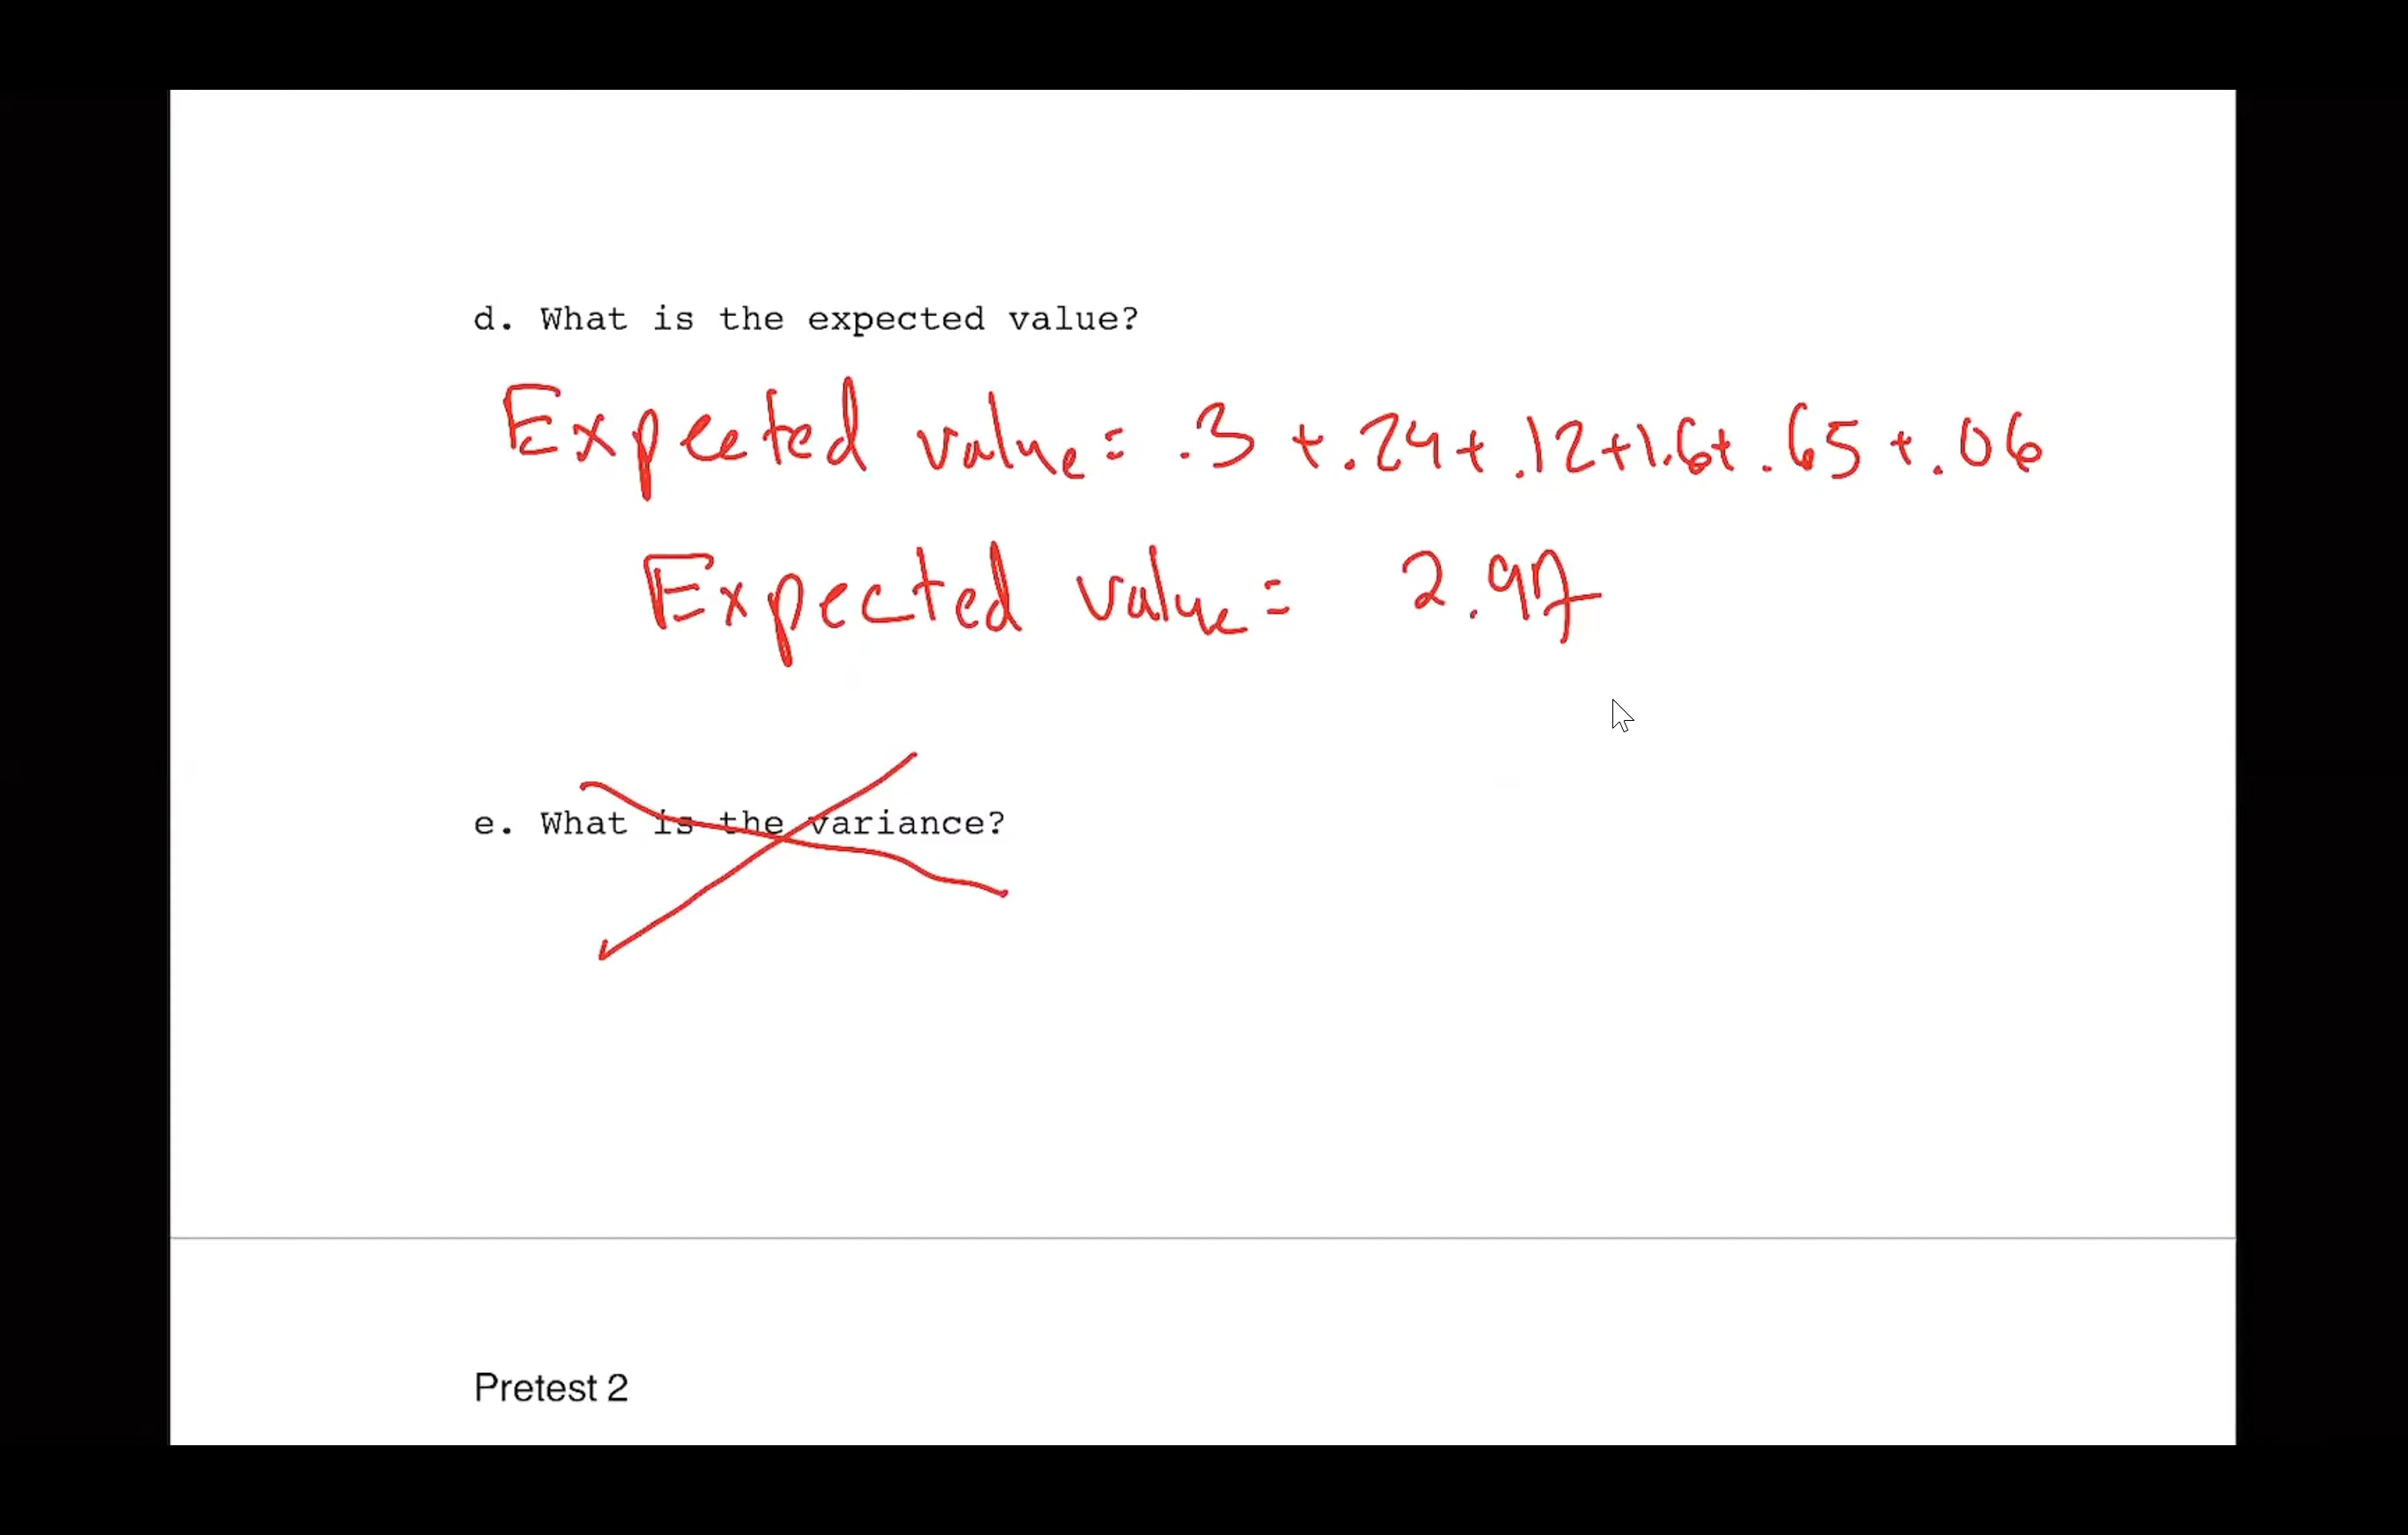 d. What is the expected value?
Expected value = .3 + .24 + .12 + 1.6 + .65 + .06
Expected value = 2.97
e. What is the variance?
Pretest 2